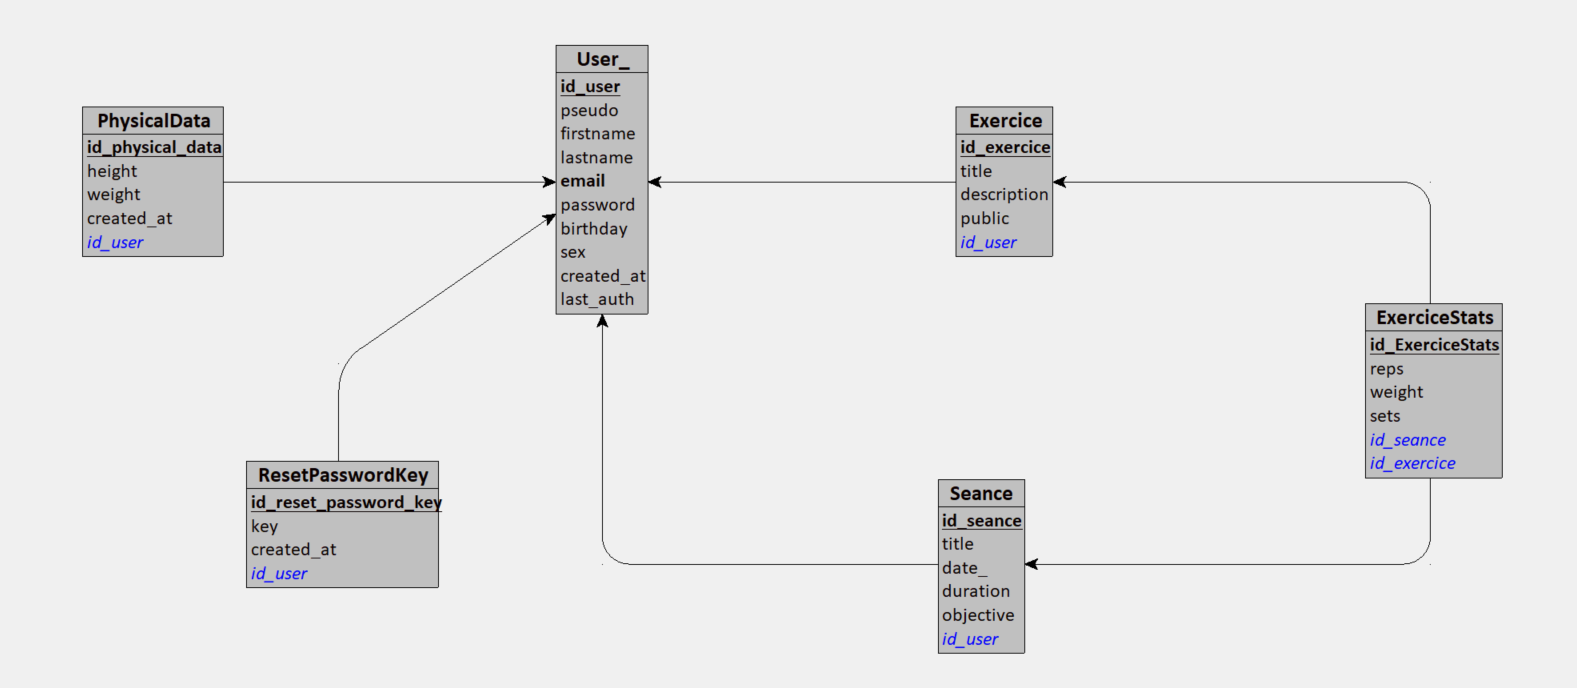 User_
id_user
pseudo
firstname
lastname
email
password
birthday
sex
created_at
last_auth
PhysicalData
id_physical_data
height
weight
created_at
id_user
Exercice
id_exercice
title
description
public
id_user
ExerciceStats
id_ExerciceStats
reps
weight
sets
id_seance
id_exercice
ResetPasswordKey
id_reset_password_key
key
created_at
id_user
Seance
id_seance
title
date_
duration
objective
id_user